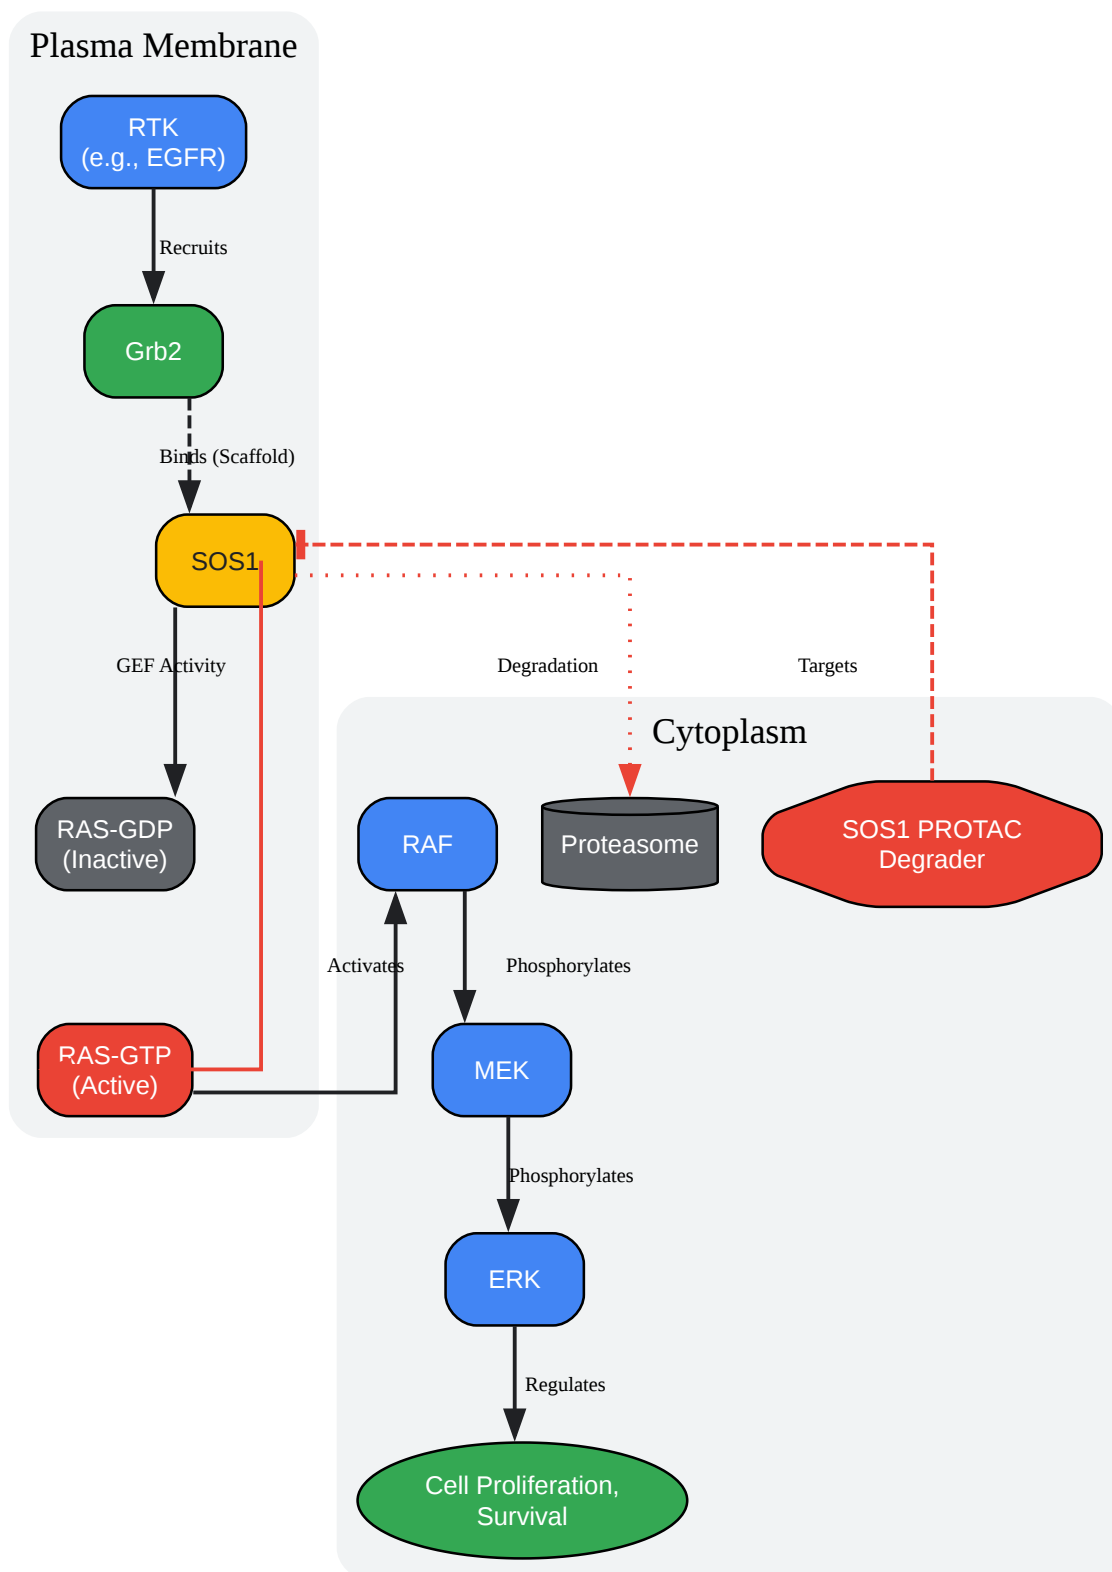 Plasma Membrane
RTK
(e.g., EGFR)
Recruits
Grb2
Binds (Scaffold)
SOS1
GEF Activity
Degradation
Targets
Cytoplasm
RAS-GDP
(Inactive)
RAF
Proteasome
SOS1 PROTAC
Degrader
Activates
Phosphorylates
RAS-GTP
(Active)
MEK
Phosphorylates
ERK
Regulates
Cell Proliferation,
Survival